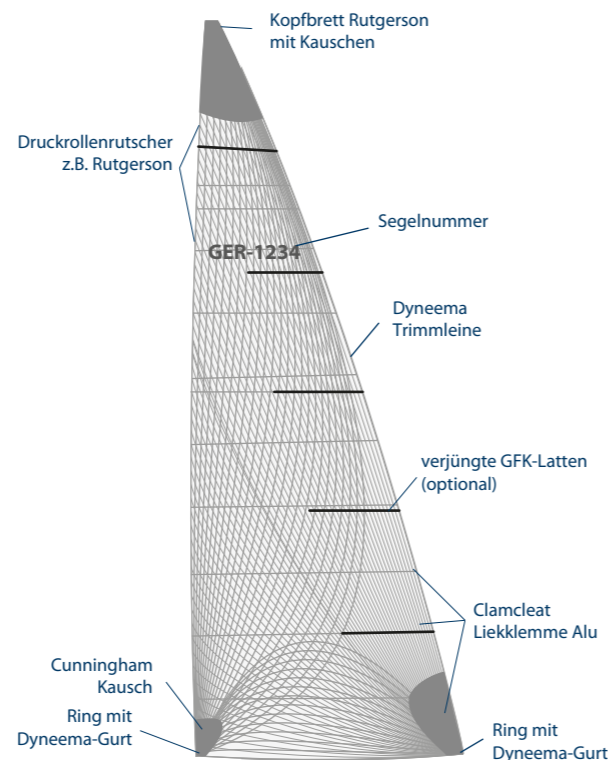 Kopfbrett Rutgerson
mit Kauschen
Druckrollenrutscher
z.B. Rutgerson
Segelnummer
GER-1234
Dyneema
Trimmleine
verjüngte GFK-Latten
(optional)
Clamcleat
Liekklemme Alu
Cunningham
Kausch
Ring mit
Dyneema-Gurt
Ring mit
Dyneema-Gurt